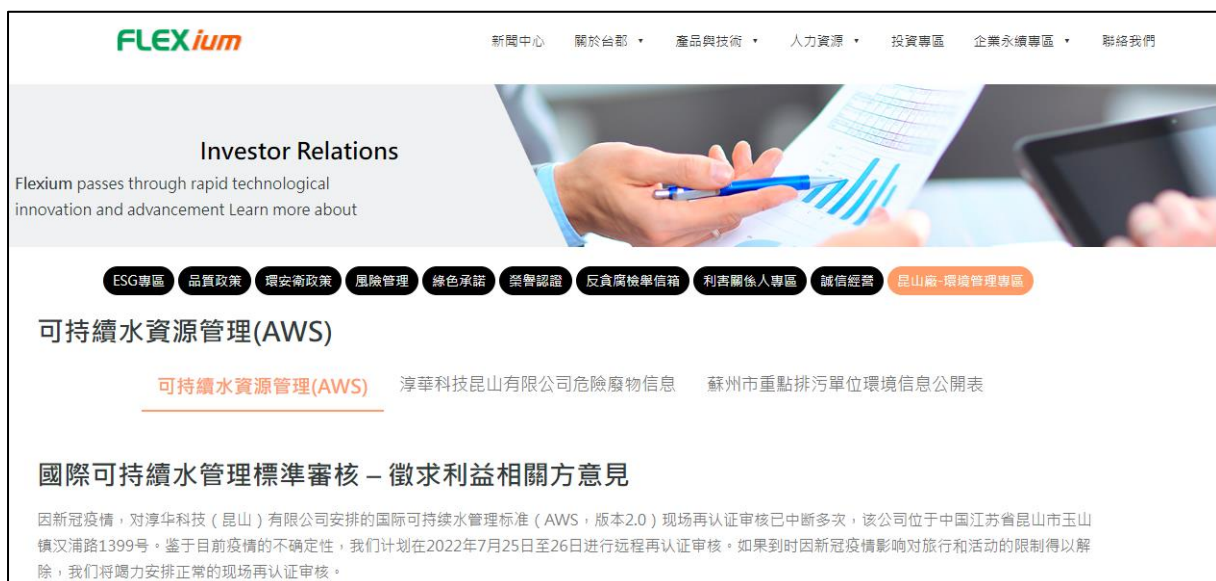 FLEXium
新聞中心 關於台郡 ▾ 產品與技術 ▾ 人力資源 ▾ 投資專區 企業永續專區 ▾ 聯絡我們
Investor Relations
Flexium passes through rapid technological
innovation and advancement Learn more about
ESG專區 品質政策 環安衛政策 風險管理 綠色承諾 榮譽認證 反貪腐檢舉信箱 利害關係人專區 誠信經營 昆山廠-環境管理專區
可持續水資源管理(AWS)
可持續水資源管理(AWS) 淳華科技昆山有限公司危險廢物信息 蘇州市重點排污單位環境信息公開表
國際可持續水管理標準審核 – 徵求利益相關方意見
因新冠疫情，对淳华科技（昆山）有限公司安排的国际可持续水管理标准（AWS，版本2.0）现场再认证审核已中断多次，该公司位于中国江苏省昆山市玉山
镇汉浦路1399号。鉴于目前疫情的不确定性，我们计划在2022年7月25日至26日进行远程再认证审核。如果到时因新冠疫情影响对旅行和活动的限制得以解
除，我们将竭力安排正常的现场再认证审核。